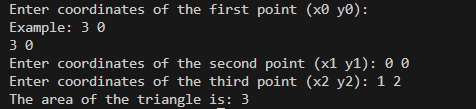 Enter coordinates of the first point (x0 y0):
Example: 3 0
3 0
Enter coordinates of the second point (x1 y1): 0 0
Enter coordinates of the third point (x2 y2): 1 2
The area of the triangle is: 3